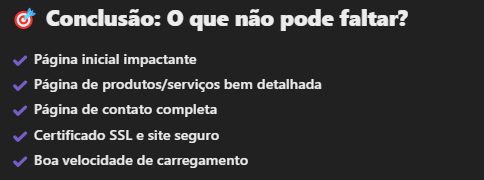 🎯 Conclusão: O que não pode faltar?
✔ Página inicial impactante
✔ Página de produtos/serviços bem detalhada
✔ Página de contato completa
✔ Certificado SSL e site seguro
✔ Boa velocidade de carregamento